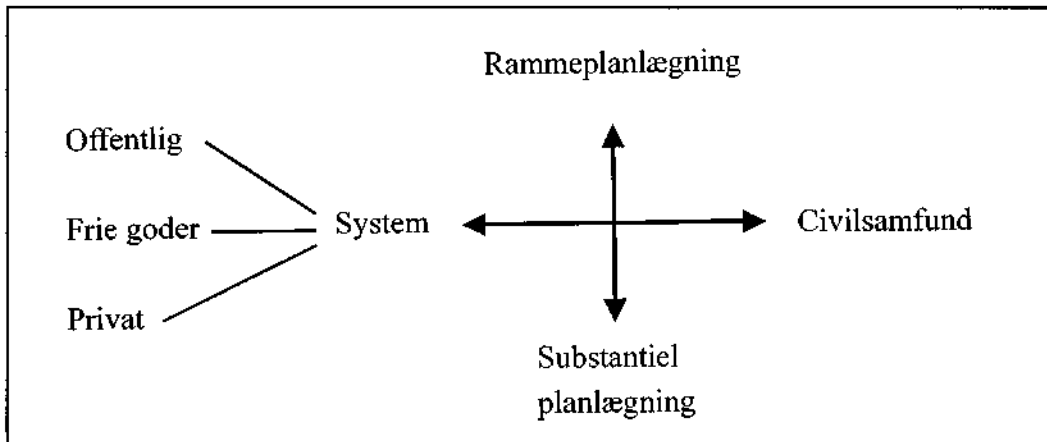 Rammeplanlægning
Offentlig
Frie goder
System
Civilsamfund
Privat
Substantiel
planlægning